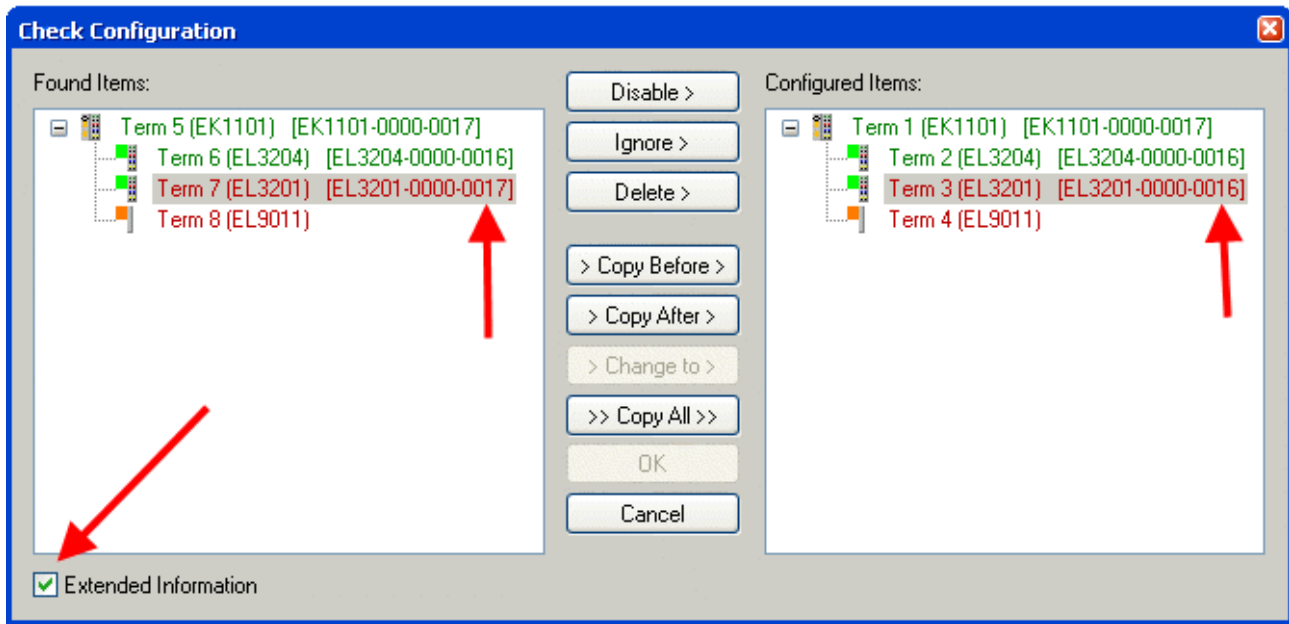 Check Configuration
Found Items:
Term 5 (EK1101) [EK1101-0000-0017]
Term 6 (EL3204) [EL3204-0000-0016]
Term 7 (EL3201) [EL3201-0000-0017]
Term 8 (EL9011)
Extended Information
Disable >
Ignore >
Delete >
> Copy Before >
> Copy After >
> Change to >
>> Copy All >>
OK
Cancel
Configured Items:
Term 1 (EK1101) [EK1101-0000-0017]
Term 2 (EL3204) [EL3204-0000-0016]
Term 3 (EL3201) [EL3201-0000-0016]
Term 4 (EL9011)